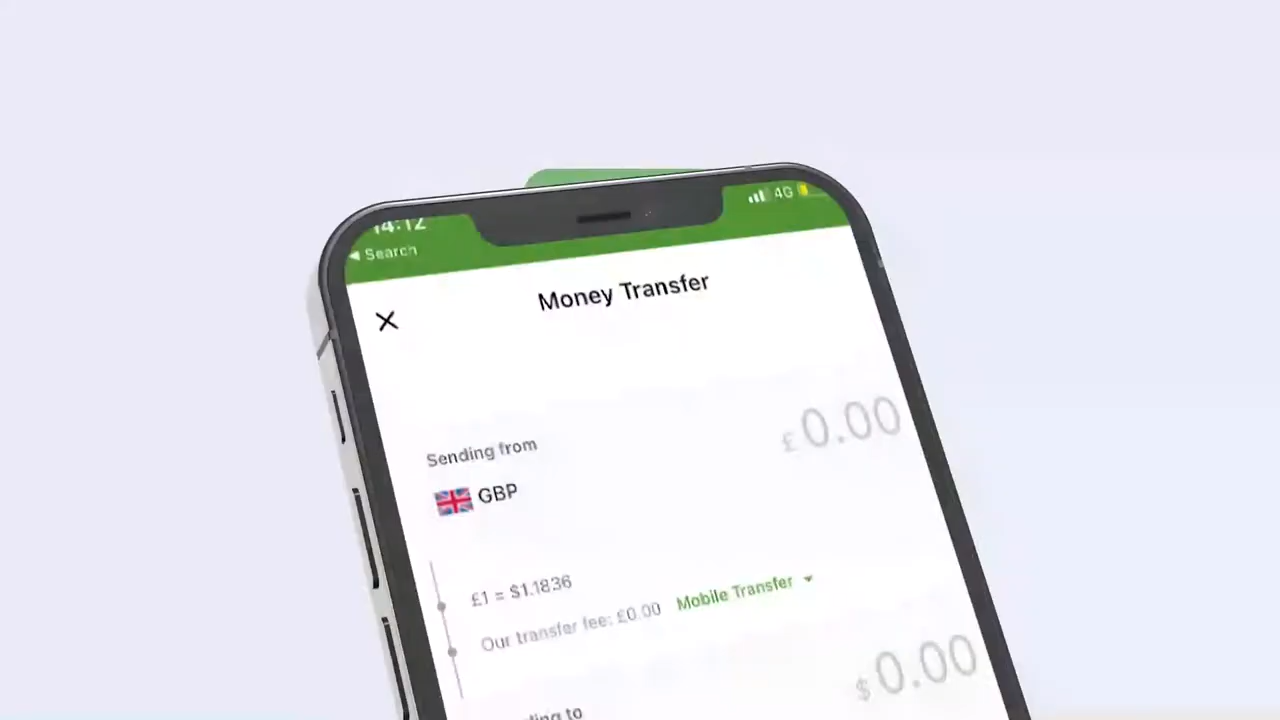 14:12
4G
Search
Money Transfer
£ 0.00
Sending from
GBP
£1 = $1.1836
Our transfer fee: £0.00 Mobile Transfer
$ 0.00
to